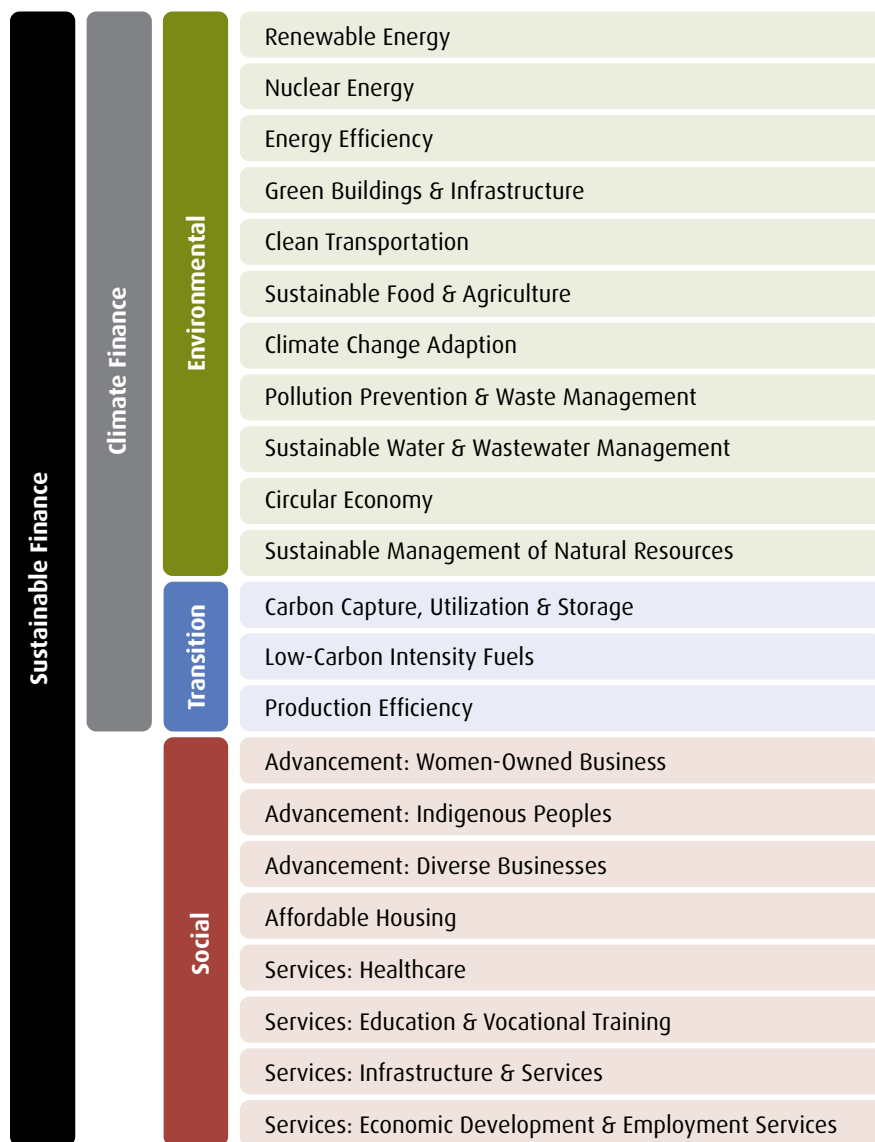 Sustainable Finance
Climate Finance
Environmental
Renewable Energy
Nuclear Energy
Energy Efficiency
Green Buildings & Infrastructure
Clean Transportation
Sustainable Food & Agriculture
Climate Change Adaption
Pollution Prevention & Waste Management
Sustainable Water & Wastewater Management
Circular Economy
Sustainable Management of Natural Resources
Transition
Carbon Capture, Utilization & Storage
Low-Carbon Intensity Fuels
Production Efficiency
Social
Advancement: Women-Owned Business
Advancement: Indigenous Peoples
Advancement: Diverse Businesses
Affordable Housing
Services: Healthcare
Services: Education & Vocational Training
Services: Infrastructure & Services
Services: Economic Development & Employment Services